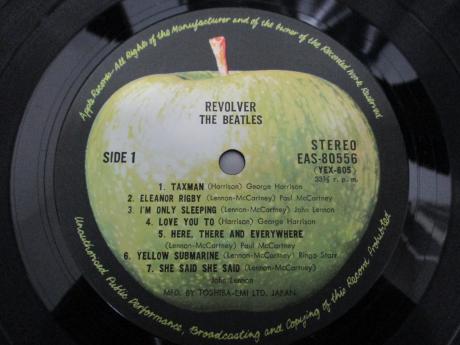 Apple Records-All Rights of the Manufacturer and of the Owner of the Recorded Work Reserved
REVOLVER
THE BEATLES
SIDE 1
STEREO
EAS-80556
(YEX-605)
33⅓ r.p.m.
1. TAXMAN (Harrison) George Harrison
2. ELEANOR RIGBY (Lennon-McCartney) Paul McCartney
3. I'M ONLY SLEEPING (Lennon-McCartney) John Lennon
4. LOVE YOU TO (Harrison) George Harrison
5. HERE, THERE AND EVERYWHERE
(Lennon-McCartney) Paul McCartney
6. YELLOW SUBMARINE (Lennon-McCartney) Ringo Starr
7. SHE SAID SHE SAID (Lennon-McCartney)
John Lennon
MFD. BY TOSHIBA-EMI LTD. JAPAN.
Unauthorised Public Performance, Broadcasting and Copying of this Record Prohibited